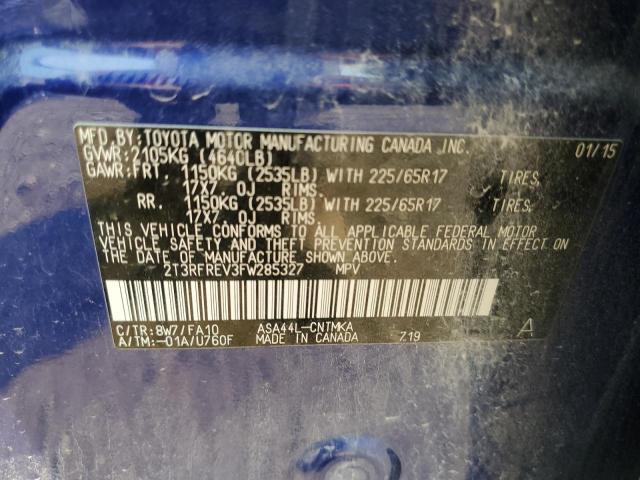 MFD.BY:TOYOTA MOTOR MANUFACTURING CANADA INC. 01/15
GVWR:2105KG (4640LB)
GAWR:FRT. 1150KG (2535LB) WITH 225/65R17 TIRES,
17X7.0J RIMS.
RR. 1150KG (2535LB) WITH 225/65R17 TIRES,
17X7.0J RIMS.
THIS VEHICLE CONFORMS TO ALL APPLICABLE FEDERAL MOTOR
VEHICLE SAFETY AND THEFT PREVENTION STANDARDS IN EFFECT ON
THE DATE OF MANUFACTURE SHOWN ABOVE.
2T3RFREV3FW285327 MPV
C/TR:8W7/FA10 ASA44L-CNTMKA
A/TM:-01A/U760F MADE IN CANADA 7.19 A